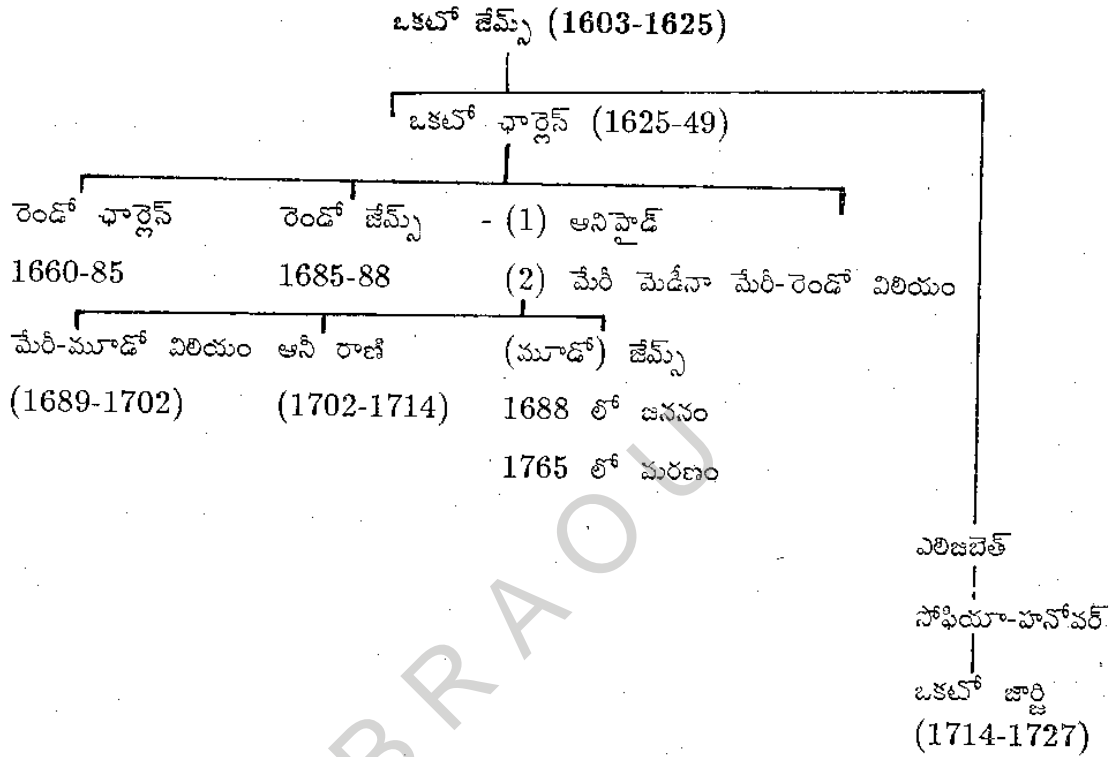 ఒకటో జేమ్స్ (1603-1625)
ఒకటో ఛార్లెస్ (1625-49)
రెండో ఛార్లెస్ రెండో జేమ్స్ - (1) ఆనిహైడ్
1660-85 1685-88 (2) మేరీ మెడీనా మేరీ-రెండో విలియం
మేరీ-మూడో విలియం ఆనీ రాణి (మూడో) జేమ్స్
(1689-1702) (1702-1714) 1688 లో జననం
1765 లో మరణం
ఎలిజబెత్
సోఫియా-హనోవర్
ఒకటో జార్జి
(1714-1727)
BRAOU